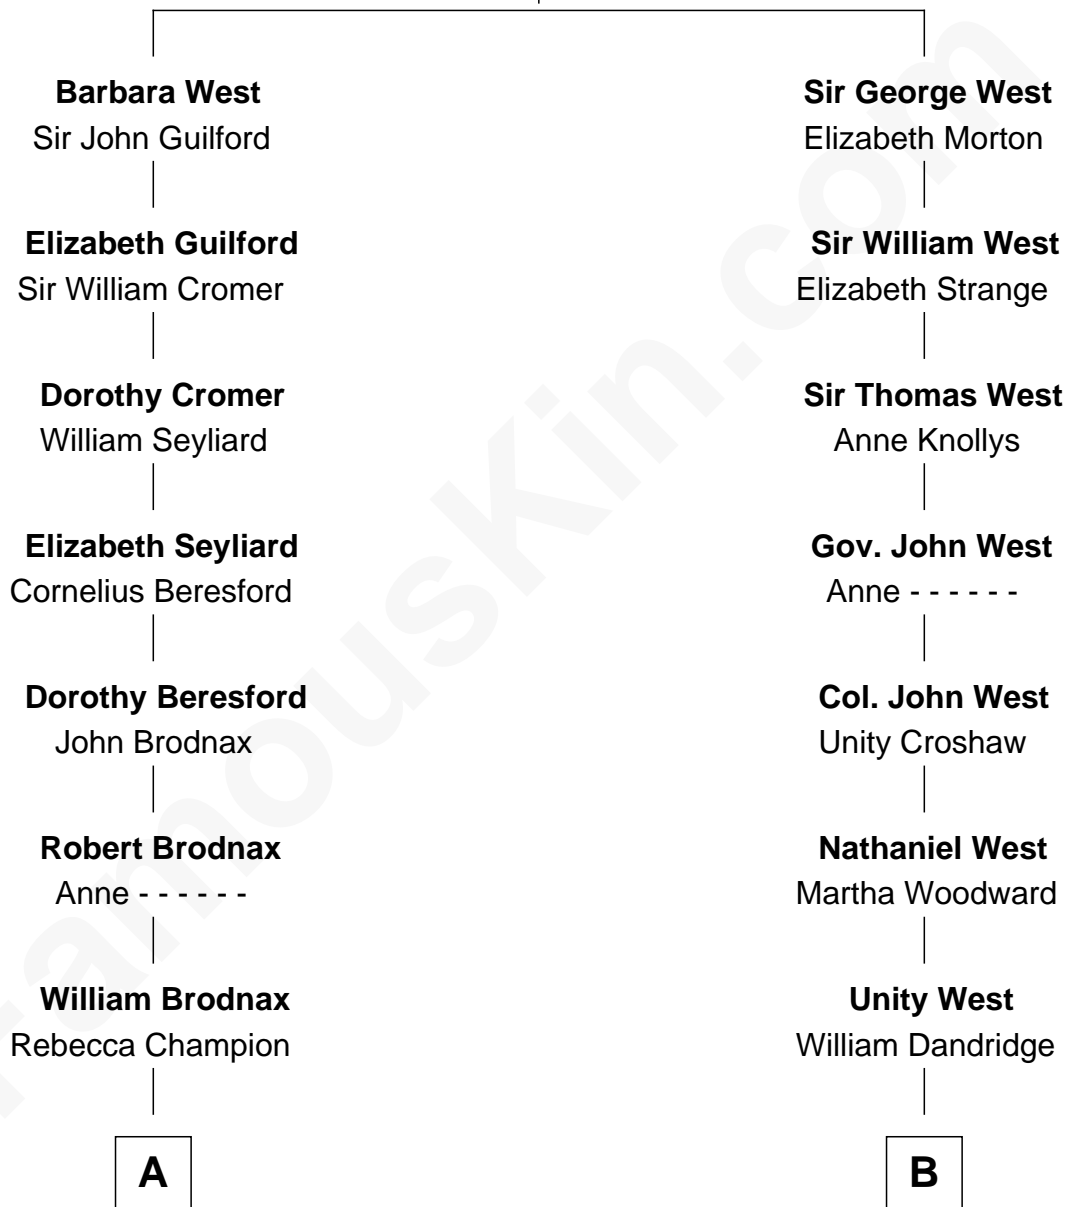 Barbara West
Sir John Guilford
Elizabeth Guilford
Sir William Cromer
Dorothy Cromer
William Seyliard
Elizabeth Seyliard
Cornelius Beresford
Dorothy Beresford
John Brodnax
Robert Brodnax
Anne - - - - - -
William Brodnax
Rebecca Champion
A
Sir George West
Elizabeth Morton
Sir William West
Elizabeth Strange
Sir Thomas West
Anne Knollys
Gov. John West
Anne - - - - - -
Col. John West
Unity Croshaw
Nathaniel West
Martha Woodward
Unity West
William Dandridge
B
FamousKin.com